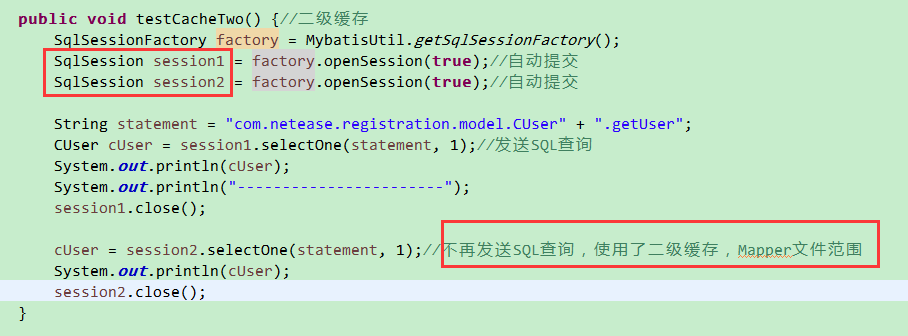 public void testCacheTwo() {//二级缓存
SqlSessionFactory factory = MybatisUtil.getSqlSessionFactory();
SqlSession session1 = factory.openSession(true);//自动提交
SqlSession session2 = factory.openSession(true);//自动提交
String statement = "com.netease.registration.model.CUser" + ".getUser";
CUser cUser = session1.selectOne(statement, 1);//发送SQL查询
System.out.println(cUser);
System.out.println("------------------------");
session1.close();
cUser = session2.selectOne(statement, 1);//不再发送SQL查询，使用了二级缓存，Mapper文件范围
System.out.println(cUser);
session2.close();
}